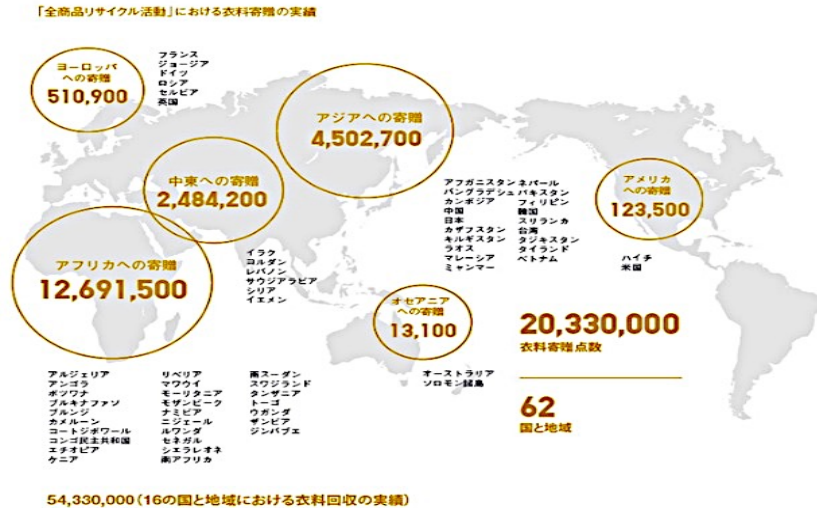 「全商品リサイクル活動」における衣料寄贈の実績
ヨーロッパ
への寄贈
510,900
フランス
ジョージア
ドイツ
ロシア
セルビア
英国
アジアへの寄贈
4,502,700
中東への寄贈
2,484,200
アフガニスタン ネパール
バングラデシュ パキスタン
カンボジア フィリピン
中国 韓国
日本 スリランカ
カザフスタン 台湾
キルギスタン タジキスタン
ラオス タイランド
マレーシア ベトナム
ミャンマー
アメリカ
への寄贈
123,500
ハイチ
米国
アフリカへの寄贈
12,691,500
イラク
ヨルダン
レバノン
サウジアラビア
シリア
イエメン
オセアニア
への寄贈
13,100
オーストラリア
ソロモン諸島
20,330,000
衣料寄贈点数
62
国と地域
アルジェリア リベリア 南スーダン
アンゴラ マワウイ スワジランド
ボツワナ モーリタニア タンザニア
ブルキナファソ モザンビーク トーゴ
ブルンジ ナミビア ウガンダ
カメルーン ニジェール ザンビア
コートジボワール ルワンダ ジンバブエ
コンゴ民主共和国 セネガル
エチオピア シエラレオネ
ケニア 南アフリカ
54,330,000(16の国と地域における衣料回収の実績)